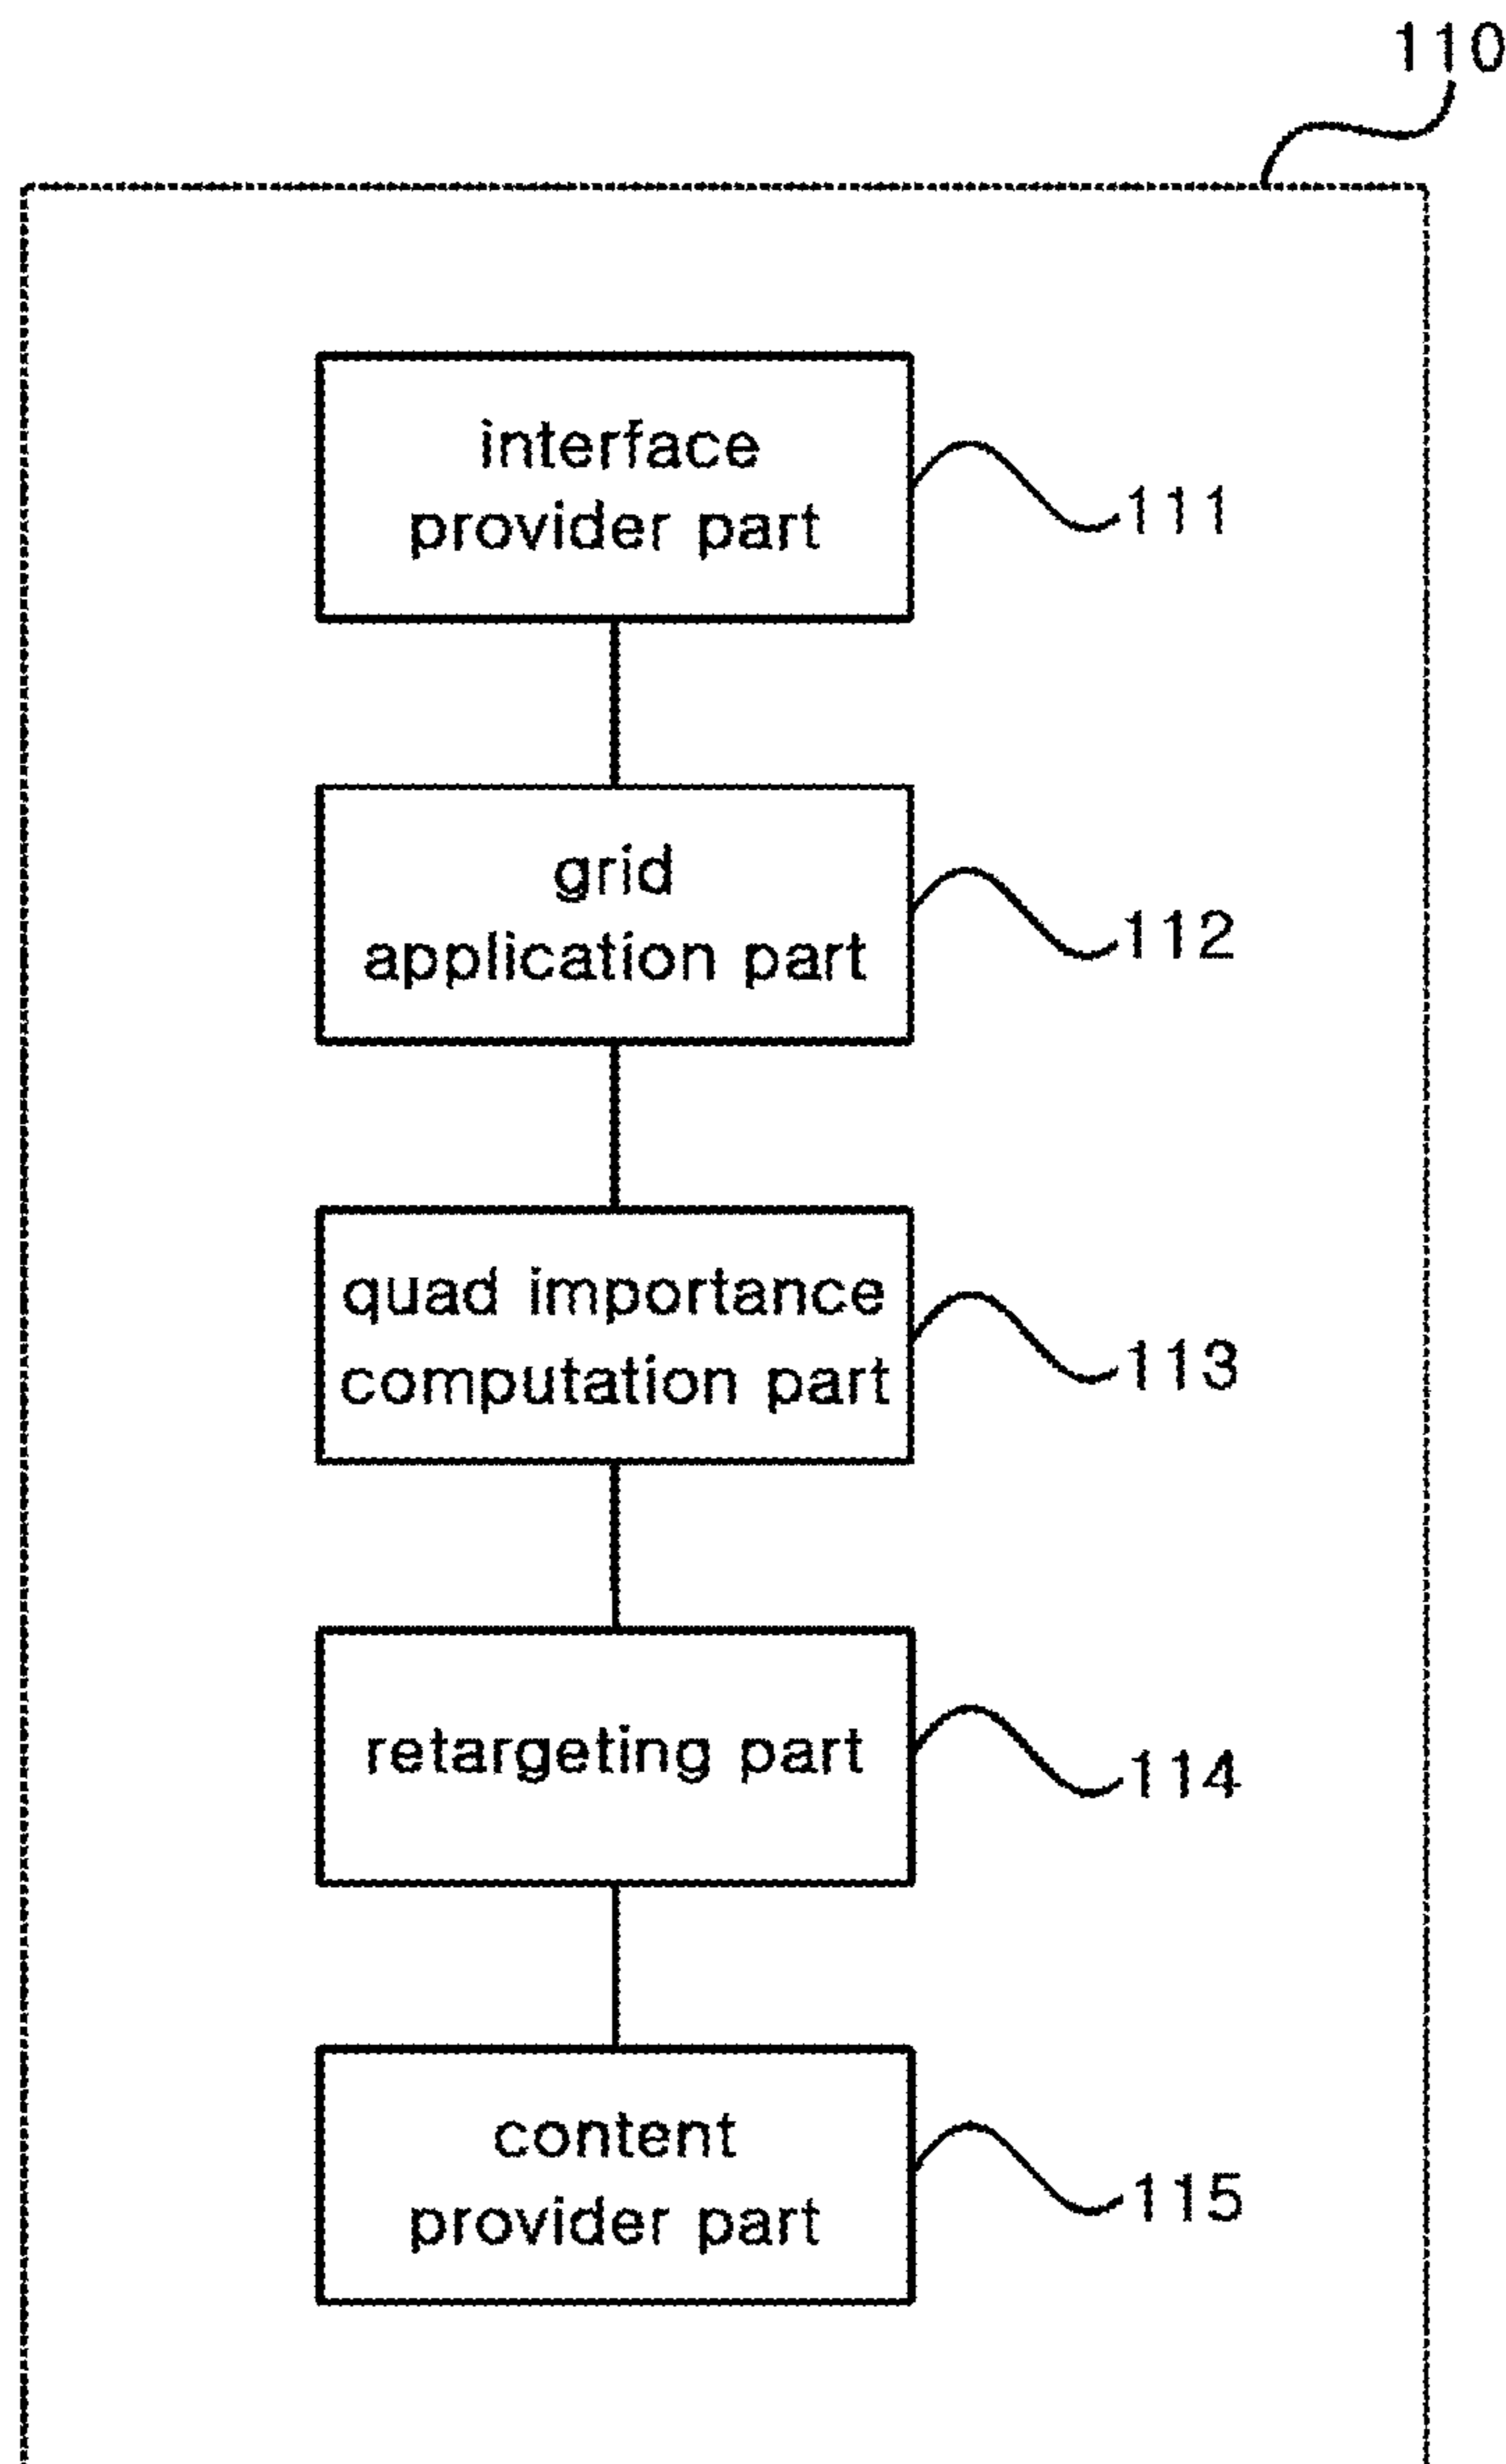 110
interface
provider part
111
grid
application part
112
quad importance
computation part
113
retargeting part
114
content
provider part
115